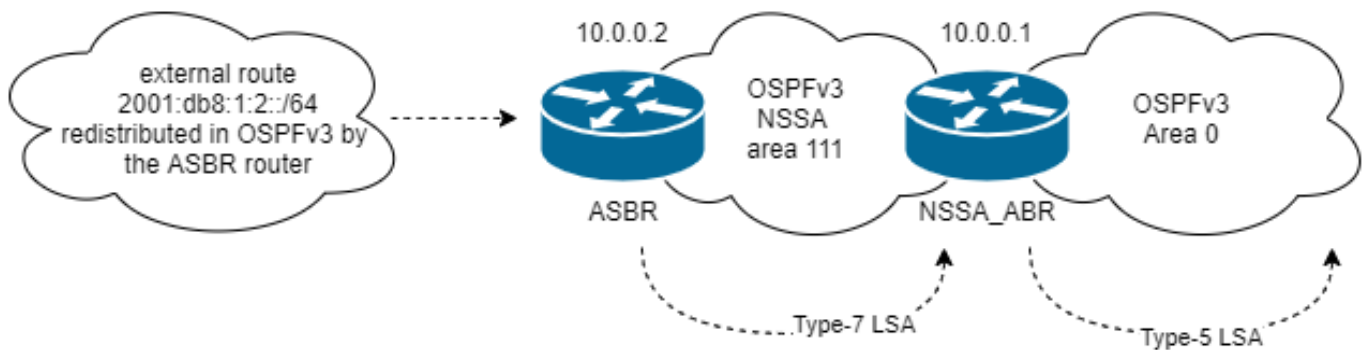 external route
2001:db8:1:2::/64
redistributed in OSPFv3 by
the ASBR router
10.0.0.2
ASBR
OSPFv3
NSSA
area 111
10.0.0.1
NSSA_ABR
OSPFv3
Area 0
Type-7 LSA
Type-5 LSA